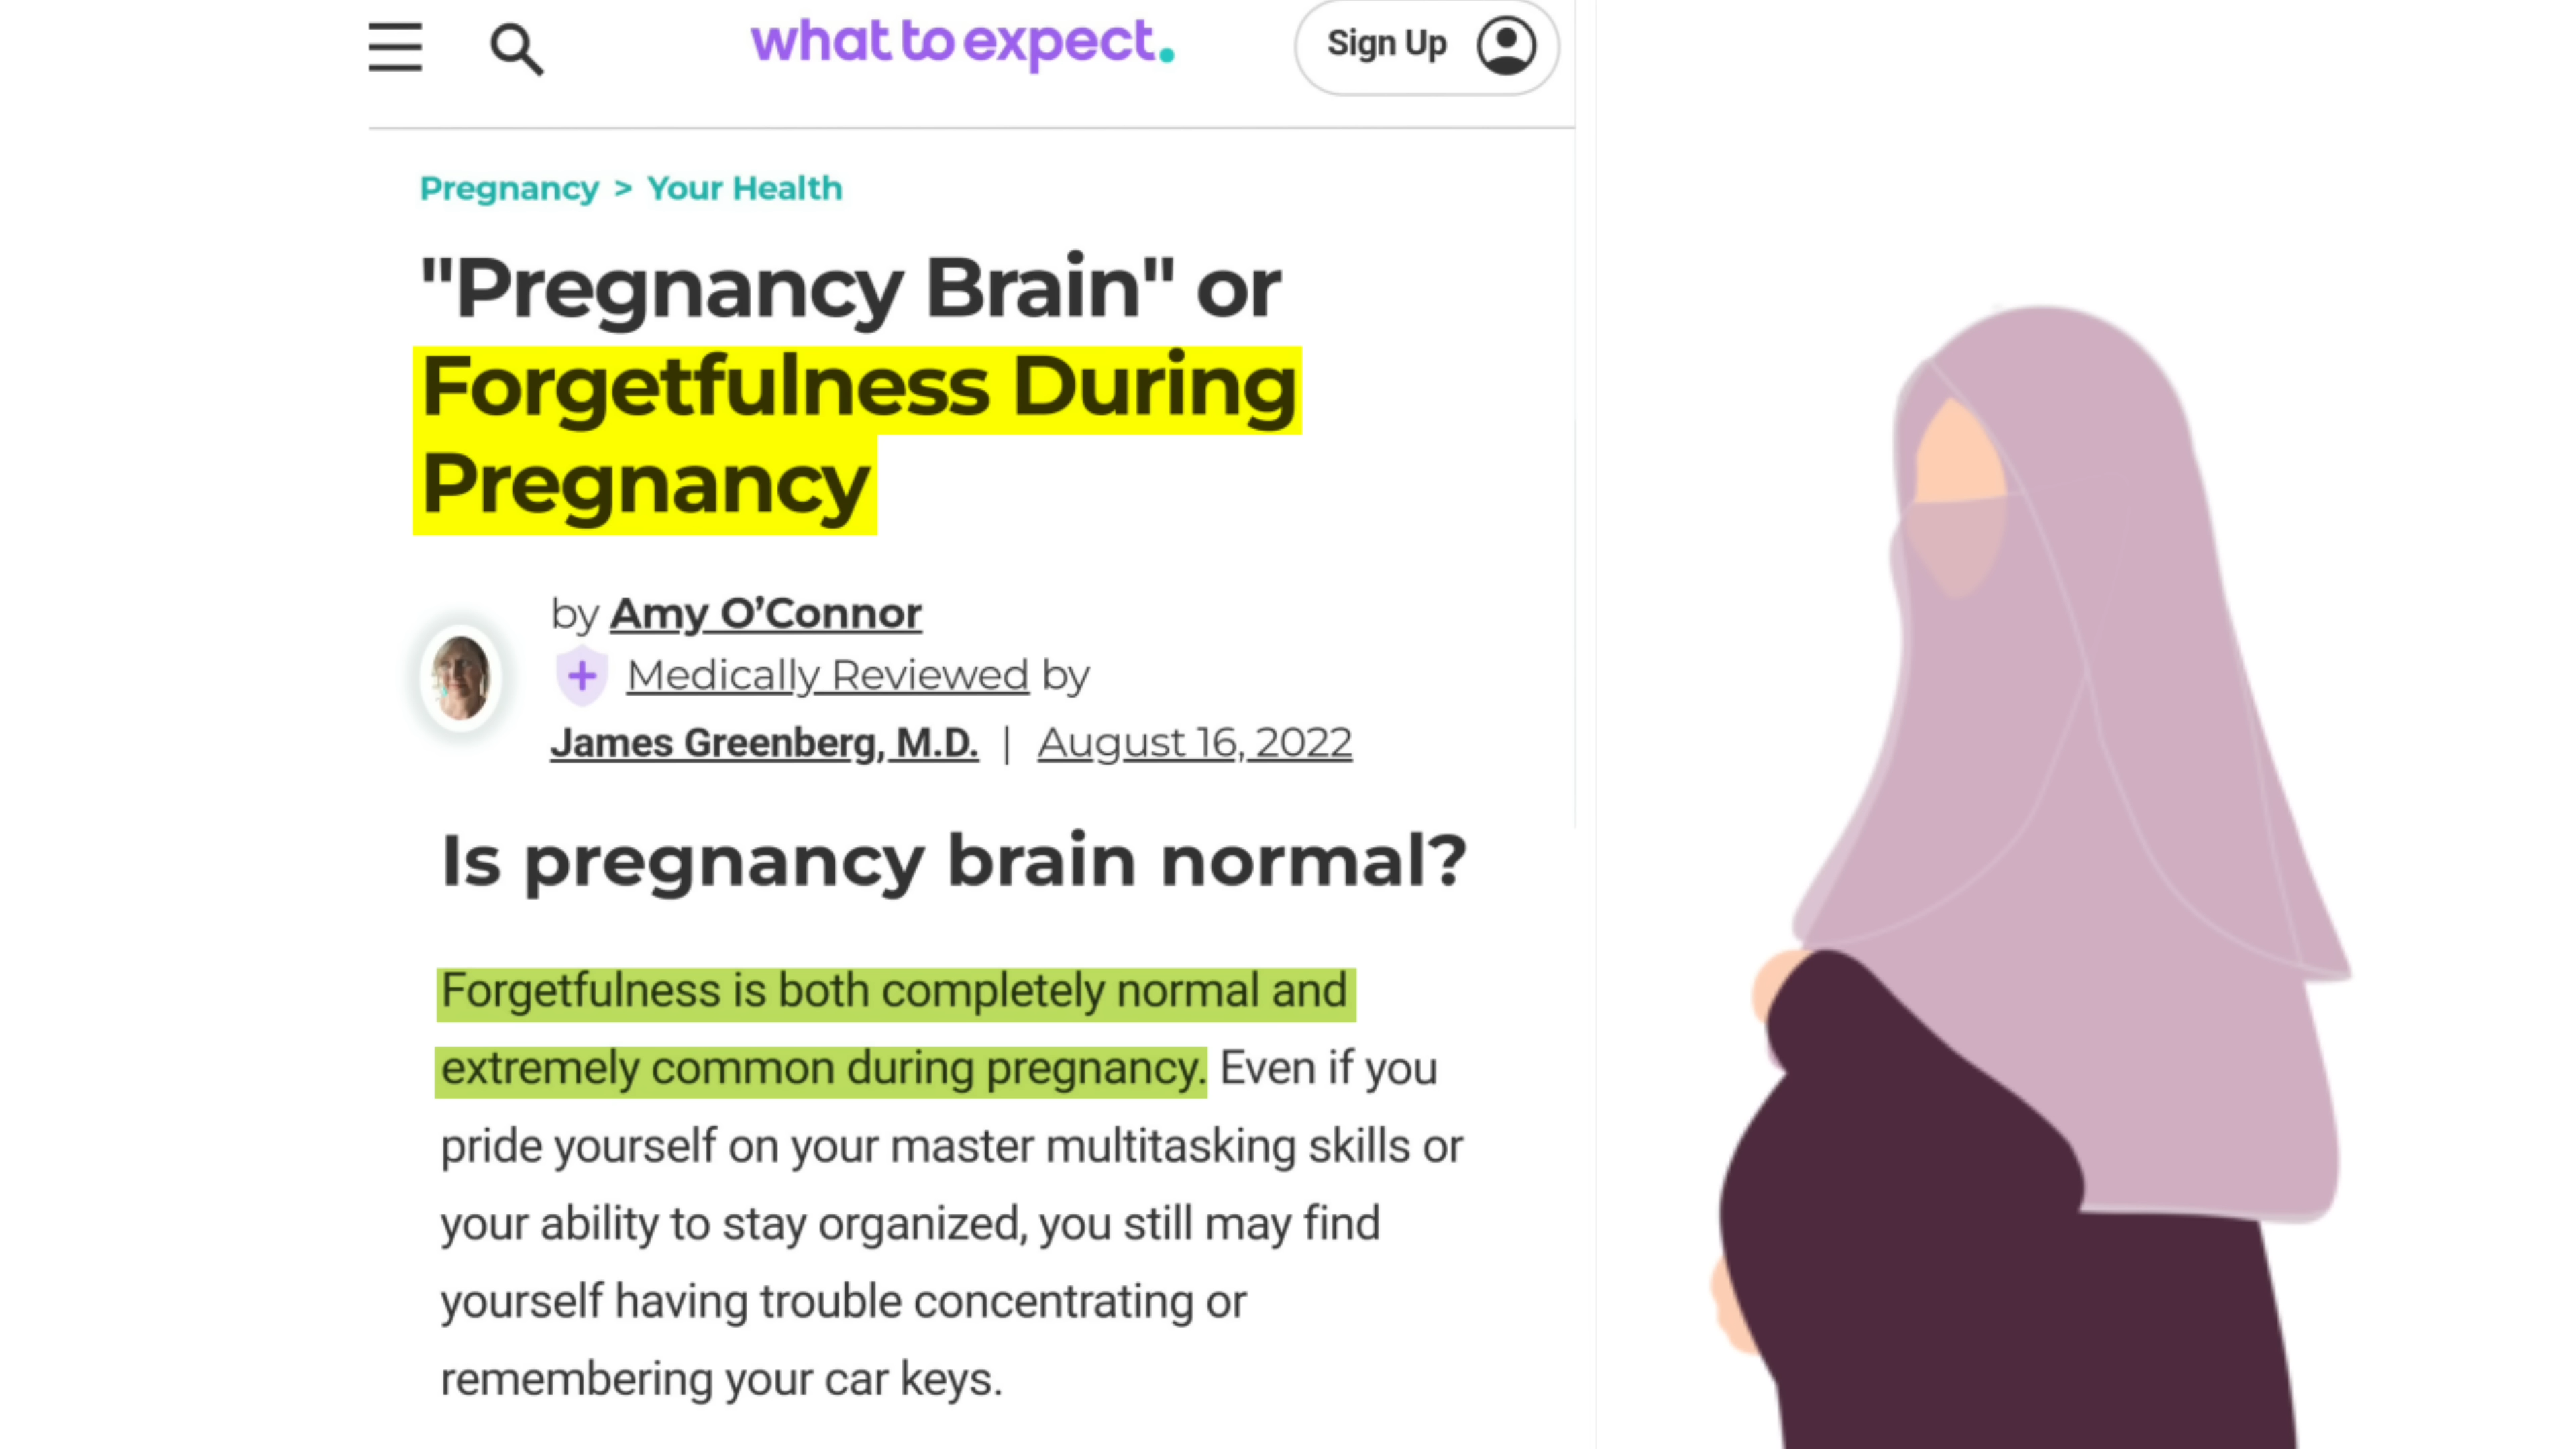 what to expect.
Sign Up
Pregnancy > Your Health
"Pregnancy Brain" or
Forgetfulness During
Pregnancy
by Amy O’Connor
Medically Reviewed by
James Greenberg, M.D. | August 16, 2022
Is pregnancy brain normal?
Forgetfulness is both completely normal and
extremely common during pregnancy. Even if you
pride yourself on your master multitasking skills or
your ability to stay organized, you still may find
yourself having trouble concentrating or
remembering your car keys.